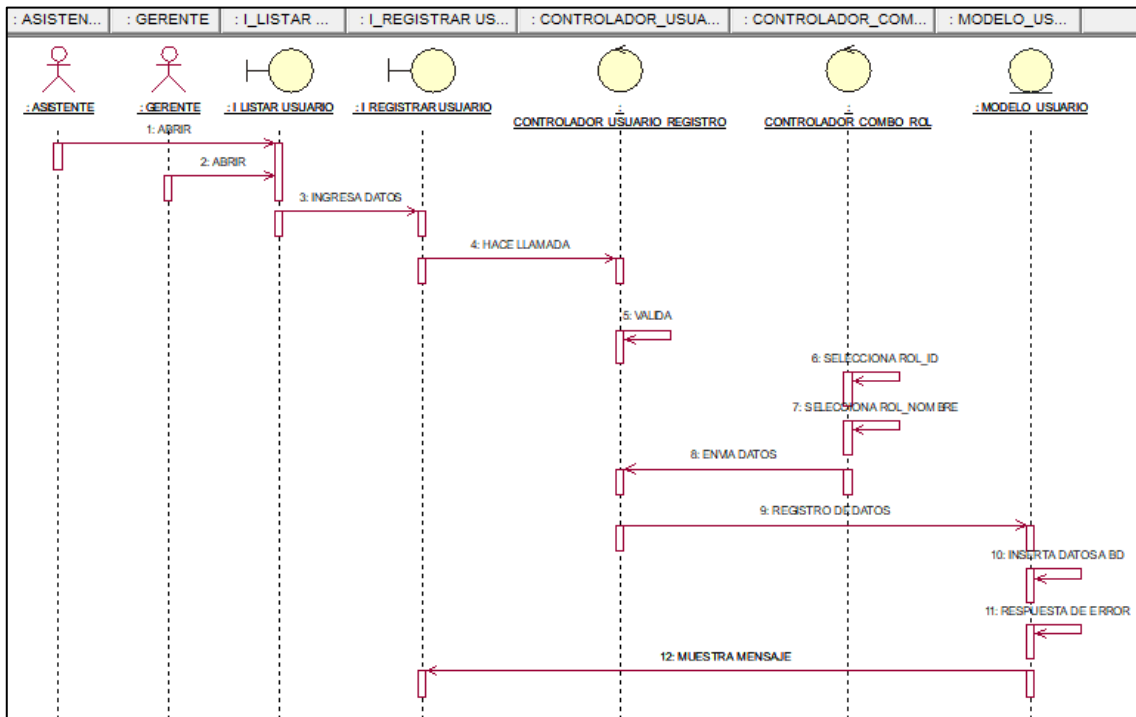 : ASISTEN...
: GERENTE
: I_LISTAR ...
: I_REGISTRAR US...
: CONTROLADOR_USUA...
: CONTROLADOR_COM...
: MODELO_US...
: ASISTENTE
: GERENTE
: I LISTAR USUARIO
: I REGISTRAR USUARIO
:
CONTROLADOR USUARIO REGISTRO
:
CONTROLADOR COMBO ROL
: MODELO USUARIO
1: ABRIR
2: ABRIR
3: INGRESA DATOS
4: HACE LLAMADA
5: VALIDA
6: SELECCIONA ROL_ID
7: SELECCIONA ROL_NOMBRE
8: ENVIA DATOS
9: REGISTRO DE DATOS
10: INSERTA DATOS A BD
11: RESPUESTA DE ERROR
12: MUESTRA MENSAJE